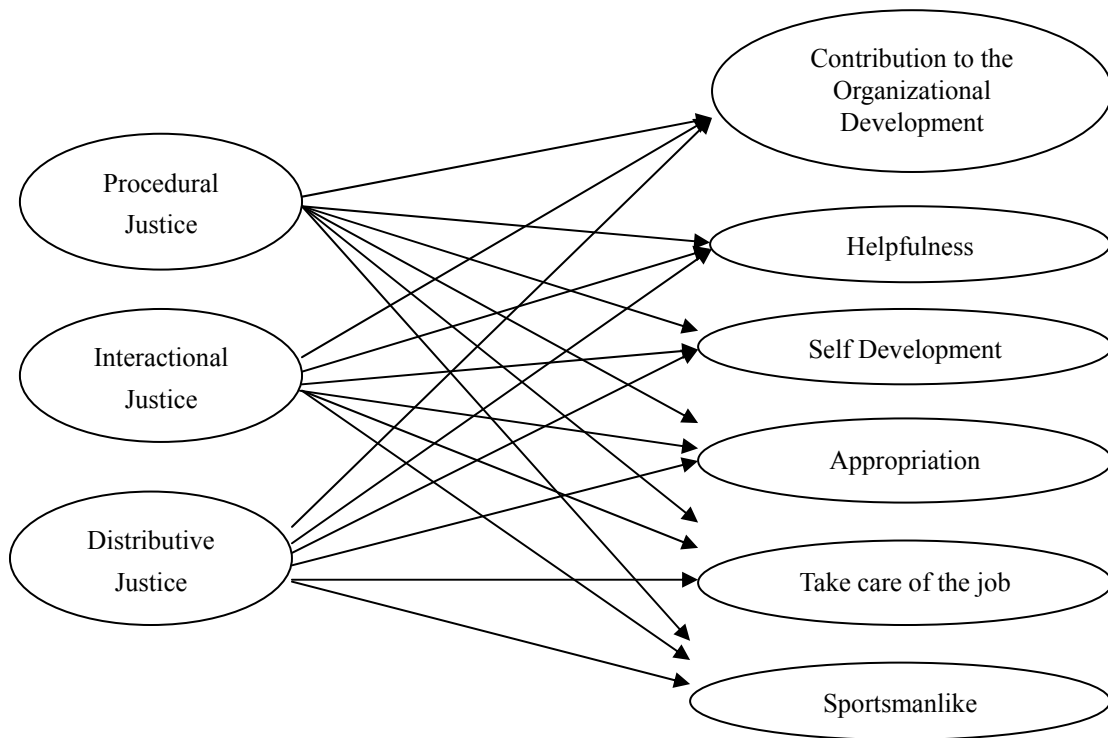 Contribution to the
Organizational
Development
Procedural
Justice
Helpfulness
Interactional
Justice
Self Development
Appropriation
Distributive
Justice
Take care of the job
Sportsmanlike